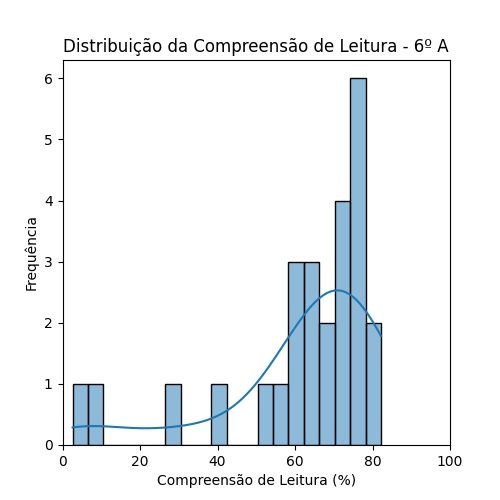 Distribuição da Compreensão de Leitura - 6º A
Frequência
6
5
4
3
2
1
0
0 20 40 60 80 100
Compreensão de Leitura (%)